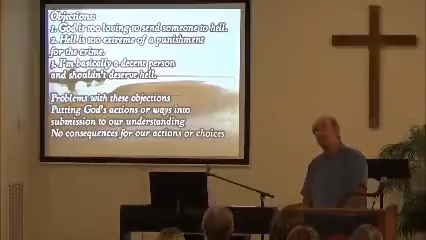 Objections:
1. God is too loving to send someone to hell.
2. Hell is too extreme of a punishment
for the crime.
3. I'm basically a decent person
and shouldn't deserve hell.
Problems with these objections
Putting God's actions or ways into
submission to our understanding
No consequences for our actions or choices